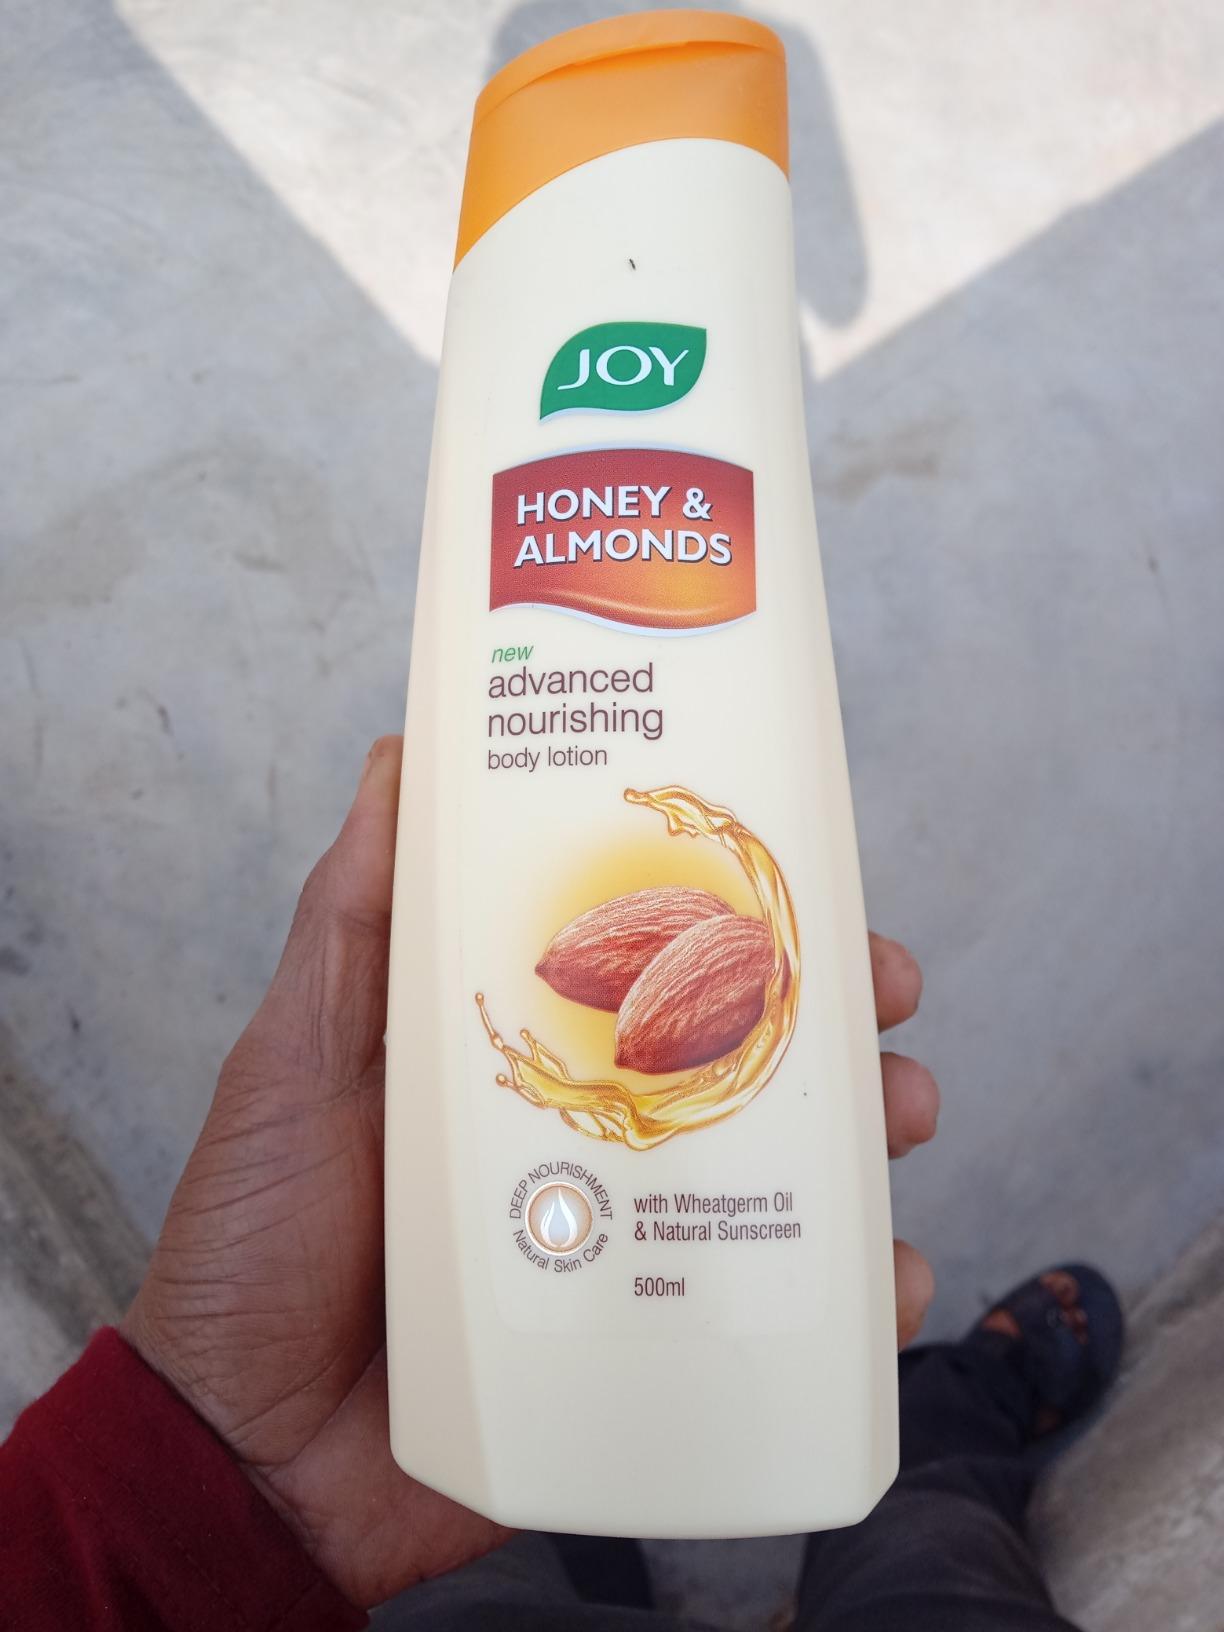 JOY
HONEY &
ALMONDS
new
advanced
nourishing
body lotion
DEEP NOURISHMENT
Natural Skin Care
with Wheatgerm Oil
& Natural Sunscreen
500ml